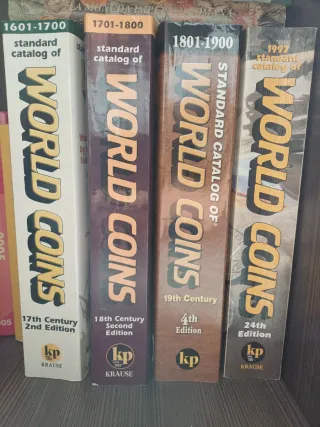 1601-1700
standard
catalog of
WORLD COINS
17th Century
2nd Edition
kp
KRAUSE
1701-1800
standard
catalog of
WORLD COINS
18th Century
Second
Edition
kp
KRAUSE
1801-1900
STANDARD CATALOG OF
WORLD COINS
19th Century
4th
Edition
kp
1997
standard
catalog of
WORLD COINS
24th
Edition
kp
KRAUSE